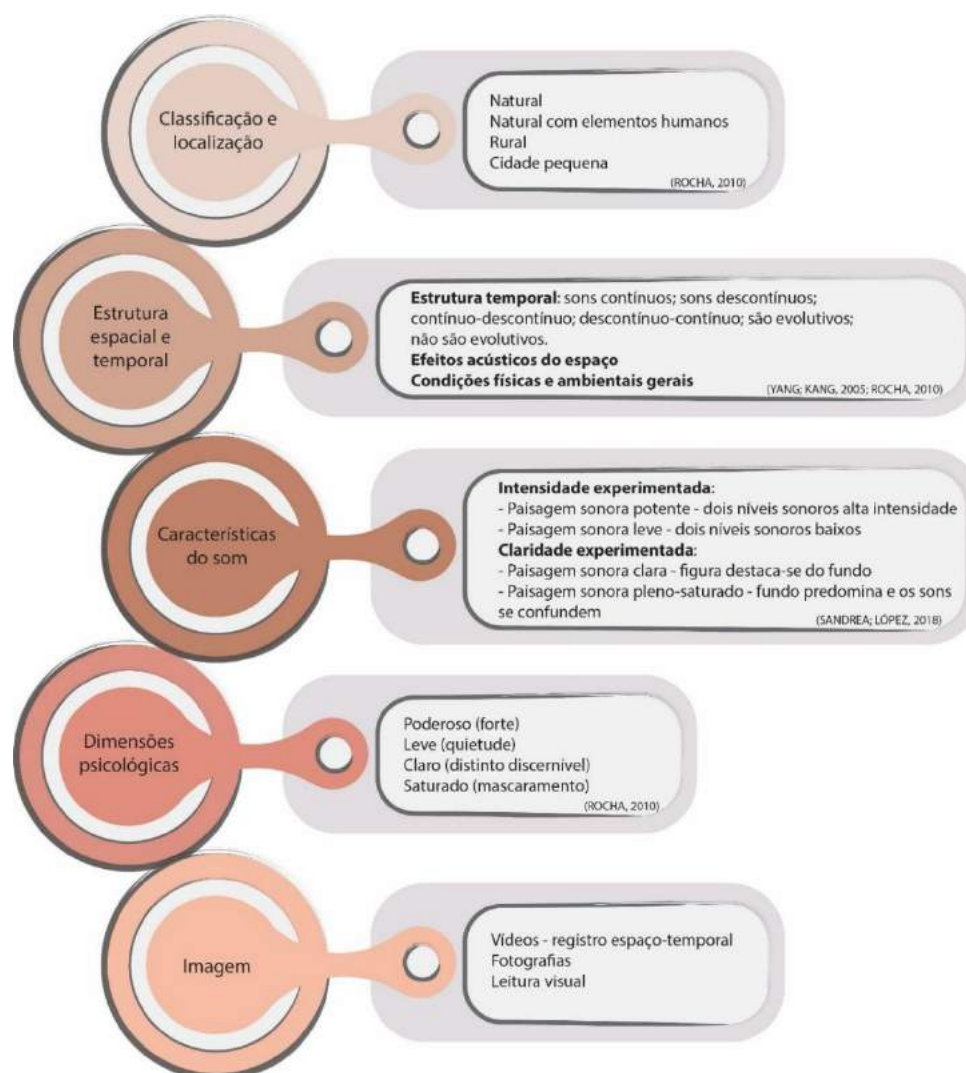 Classificação e
localização
Natural
Natural com elementos humanos
Rural
Cidade pequena
(ROCHA, 2010)
Estrutura
espacial e
temporal
Estrutura temporal: sons contínuos; sons descontínuos;
contínuo-descontínuo; descontínuo-contínuo; são evolutivos;
não são evolutivos.
Efeitos acústicos do espaço
Condições físicas e ambientais gerais
(YANG; KANG, 2005; ROCHA, 2010)
Características
do som
Intensidade experimentada:
- Paisagem sonora potente - dois níveis sonoros alta intensidade
- Paisagem sonora leve - dois níveis sonoros baixos
Claridade experimentada:
- Paisagem sonora clara - figura destaca-se do fundo
- Paisagem sonora pleno-saturado - fundo predomina e os sons
se confundem
(SANDREA; LÓPEZ, 2018)
Dimensões
psicológicas
Poderoso (forte)
Leve (quietude)
Claro (distinto discernível)
Saturado (mascaramento)
(ROCHA, 2010)
Imagem
Vídeos - registro espaço-temporal
Fotografias
Leitura visual